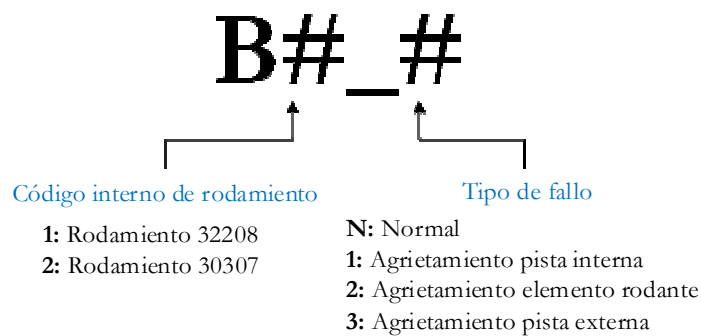 B#_#
Código interno de rodamiento
1: Rodamiento 32208
2: Rodamiento 30307
Tipo de fallo
N: Normal
1: Agrietamiento pista interna
2: Agrietamiento elemento rodante
3: Agrietamiento pista externa